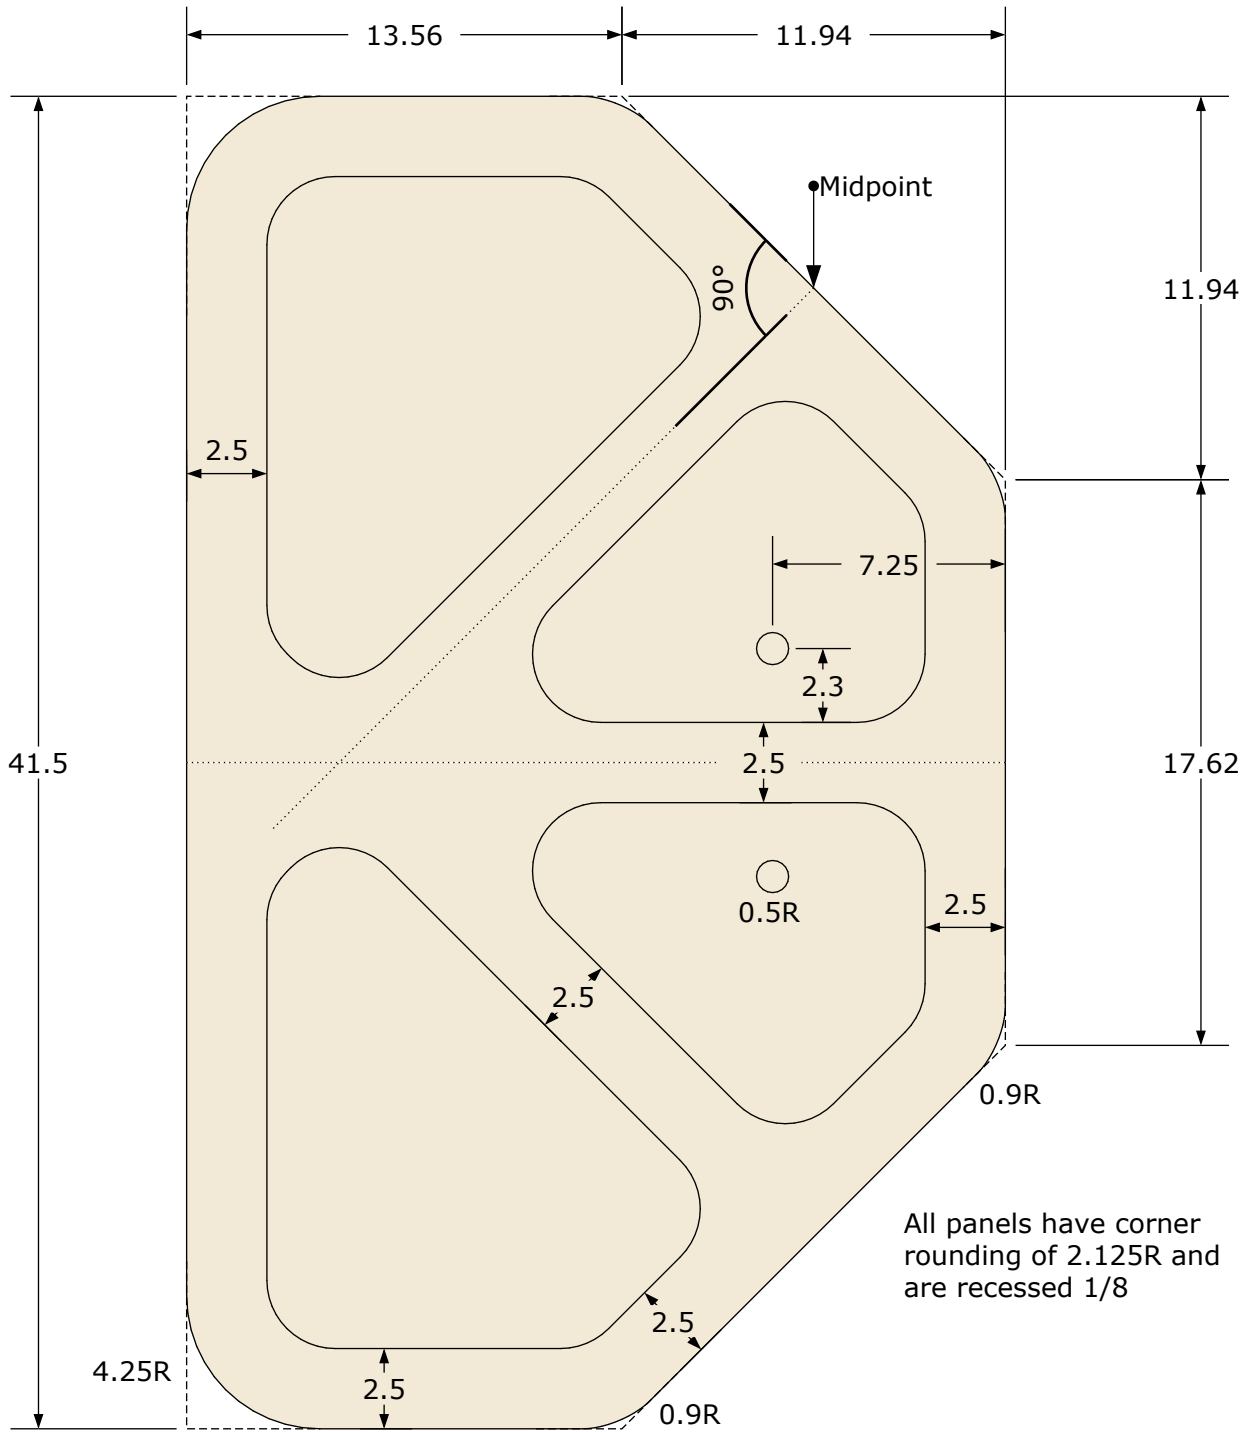 13.56
11.94
Midpoint
90°
11.94
2.5
7.25
2.3
41.5
2.5
17.62
0.5R
2.5
2.5
0.9R
All panels have corner
rounding of 2.125R and
are recessed 1/8
2.5
4.25R
2.5
0.9R